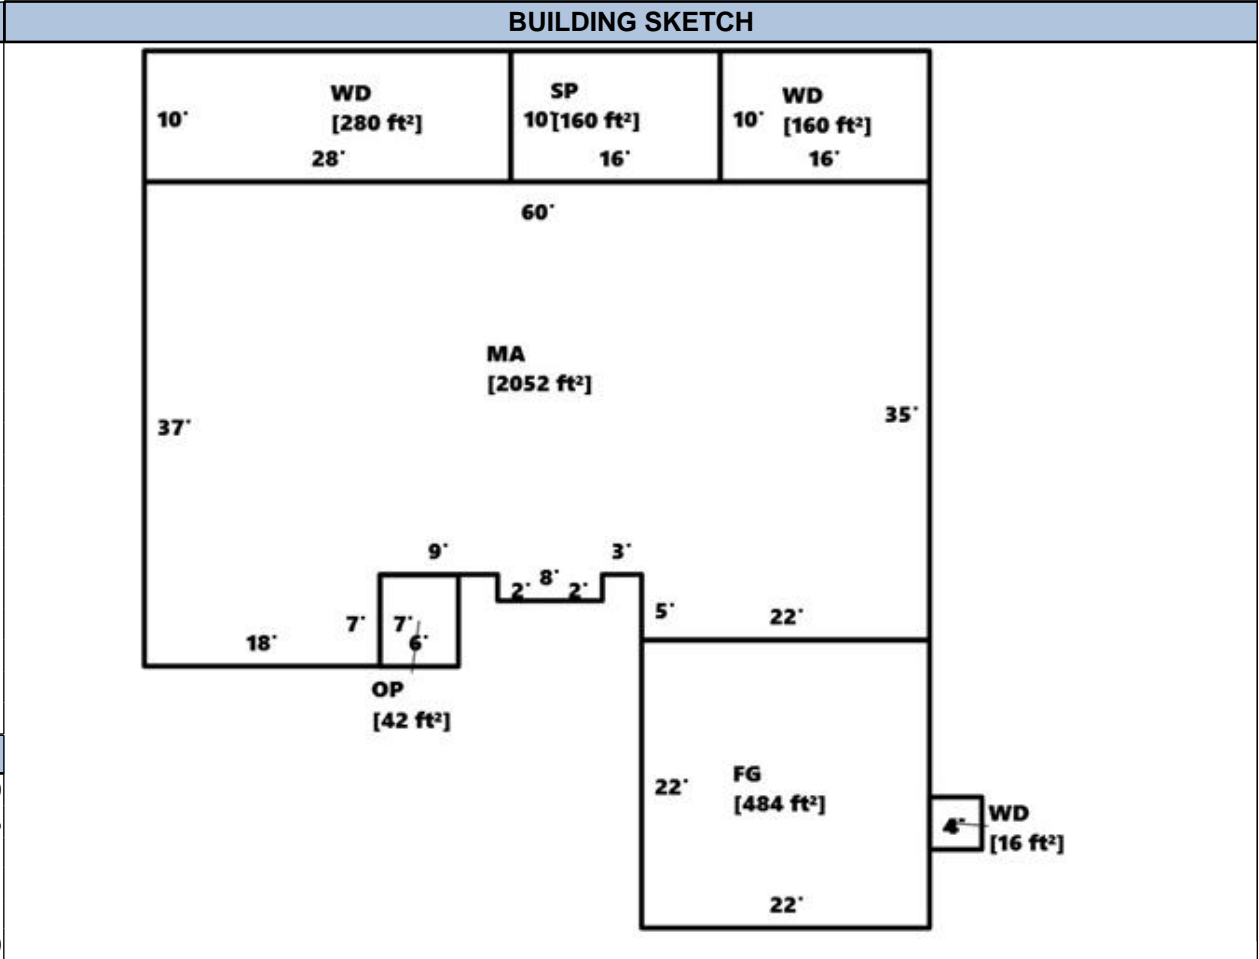 BUILDING SKETCH
WD
[280 ft²]
10'
28'
SP
10'[160 ft²]
16'
WD
10' [160 ft²]
16'
60'
MA
[2052 ft²]
37'
35'
9'
3'
2' 8' 2'
5'
22'
7'
7'
6'
18'
OP
[42 ft²]
22'
FG
[484 ft²]
4'
WD
[16 ft²]
22'